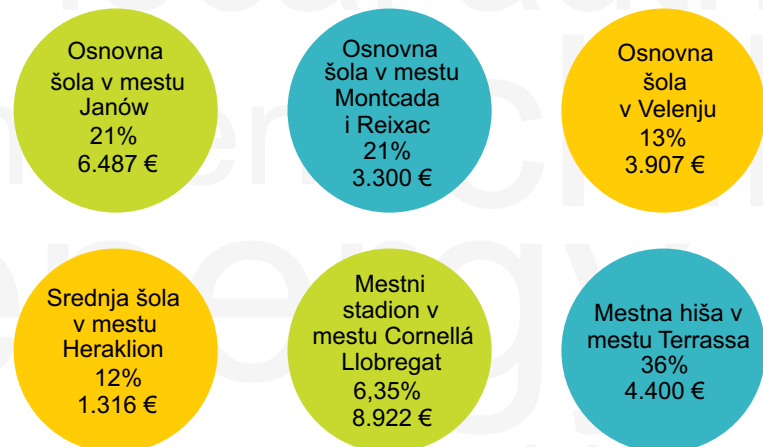 Osnovna
šola v mestu
Janów
21%
6.487 €
Osnovna
šola v mestu
Montcada
i Reixac
21%
3.300 €
Osnovna
šola
v Velenju
13%
3.907 €
Srednja šola
v mestu
Heraklion
12%
1.316 €
Mestni
stadion v
mestu Cornellá
Llobregat
6,35%
8.922 €
Mestna hiša v
mestu Terrassa
36%
4.400 €
energy